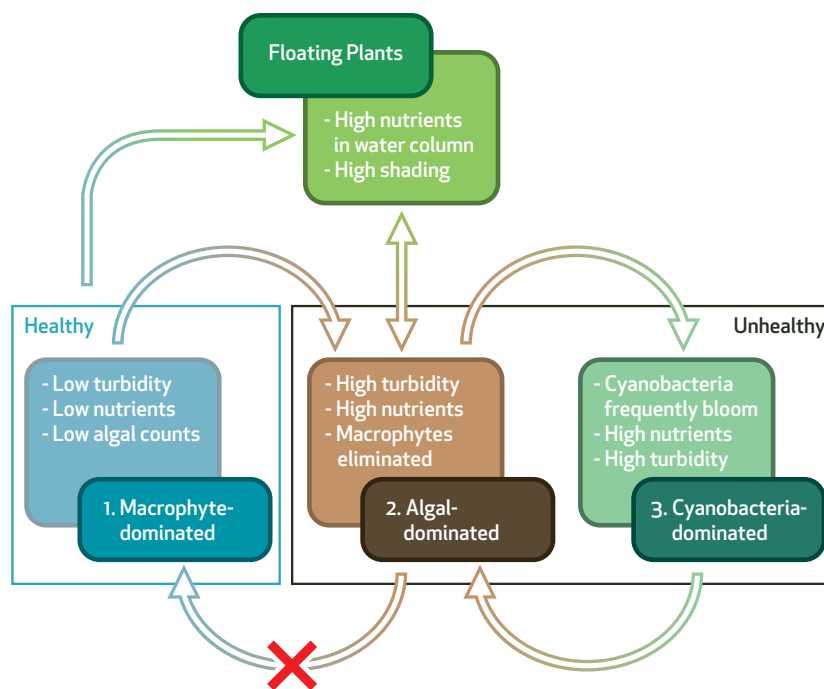 Floating Plants
- High nutrients
in water column
- High shading
Healthy
Unhealthy
- Low turbidity
- Low nutrients
- Low algal counts
1. Macrophyte-
dominated
- High turbidity
- High nutrients
- Macrophytes
eliminated
2. Algal-
dominated
- Cyanobacteria
frequently bloom
- High nutrients
- High turbidity
3. Cyanobacteria-
dominated